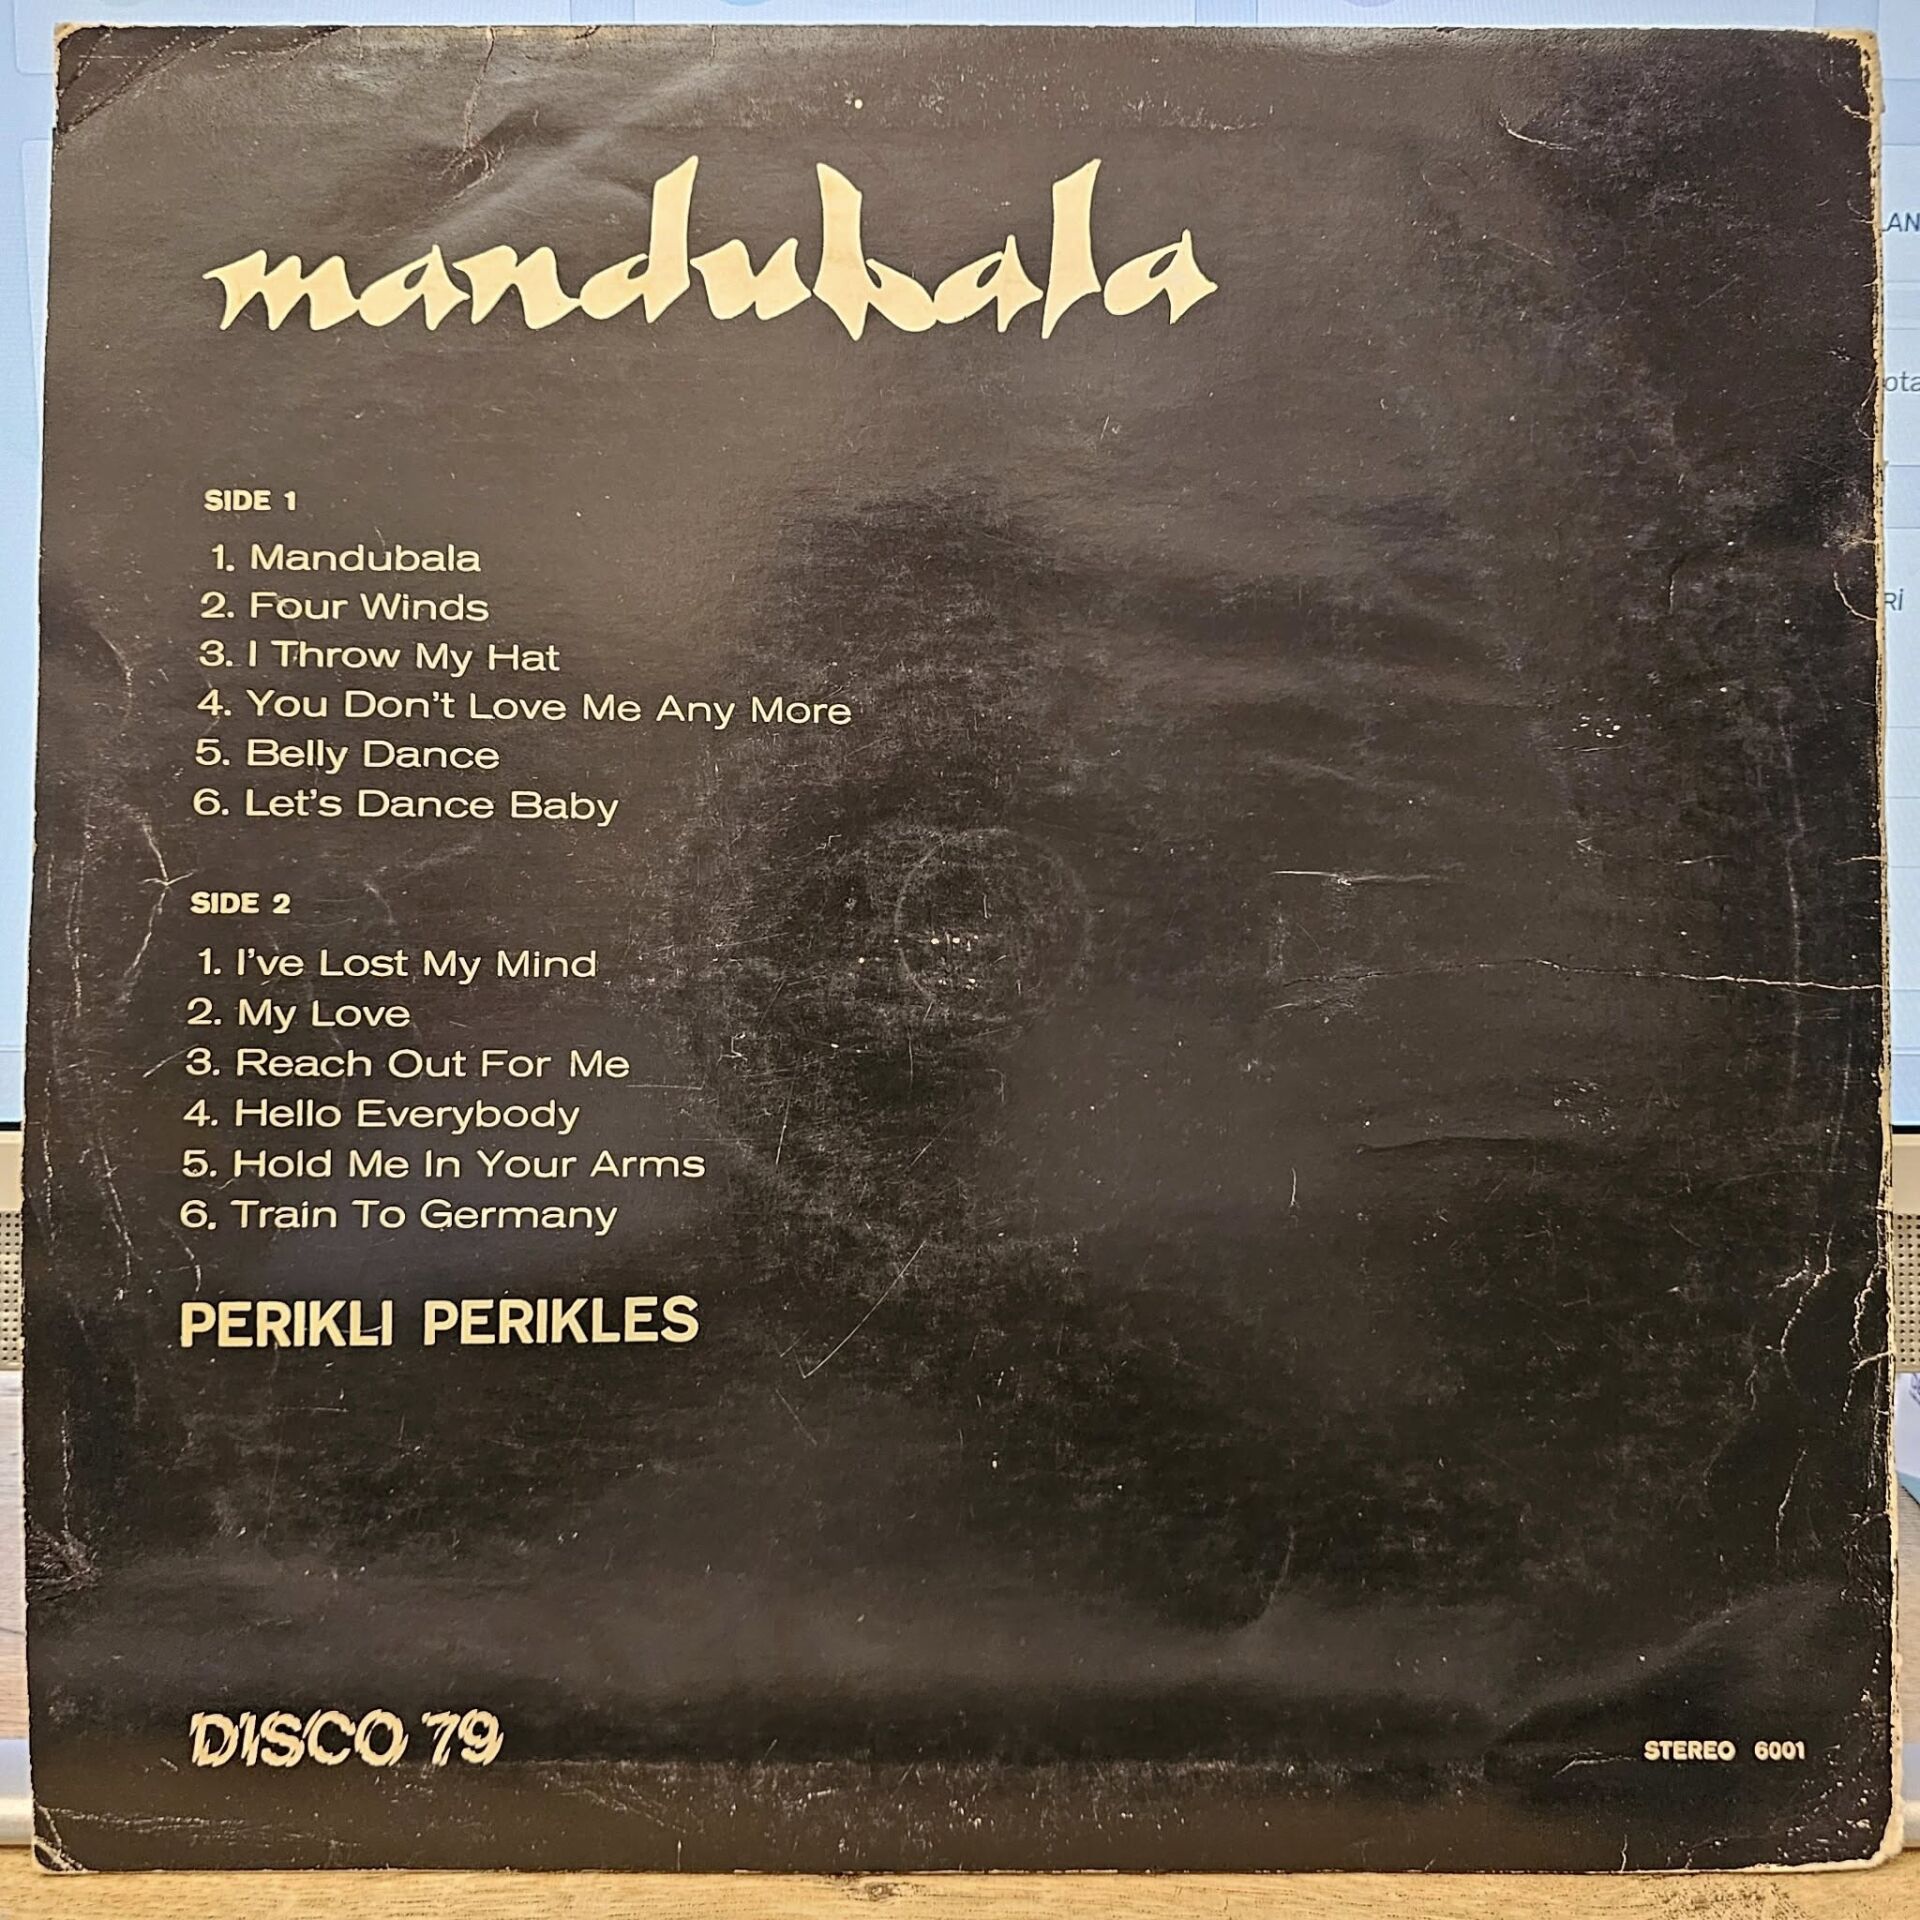 mandubala
SIDE 1
1. Mandubala
2. Four Winds
3. I Throw My Hat
4. You Don't Love Me Any More
5. Belly Dance
6. Let's Dance Baby
SIDE 2
1. I've Lost My Mind
2. My Love
3. Reach Out For Me
4. Hello Everybody
5. Hold Me In Your Arms
6. Train To Germany
PERIKLI PERIKLES
DISCO 79
STEREO 6001